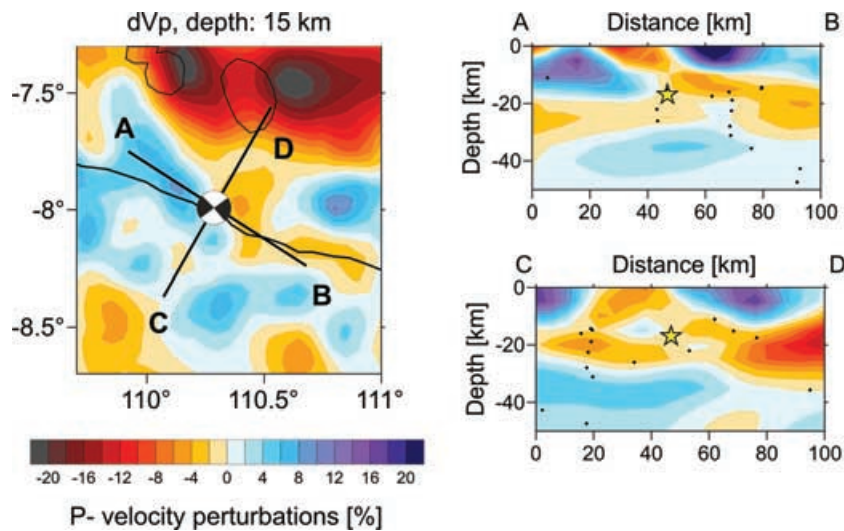 dVp, depth: 15 km
-7.5°
-8°
-8.5°
A
D
B
C
110°
110.5°
111°
-20 -16 -12 -8 -4 0 4 8 12 16 20
P- velocity perturbations [%]
A Distance [km] B
Depth [km]
0
-20
-40
0 20 40 60 80 100
C Distance [km] D
Depth [km]
0
-20
-40
0 20 40 60 80 100